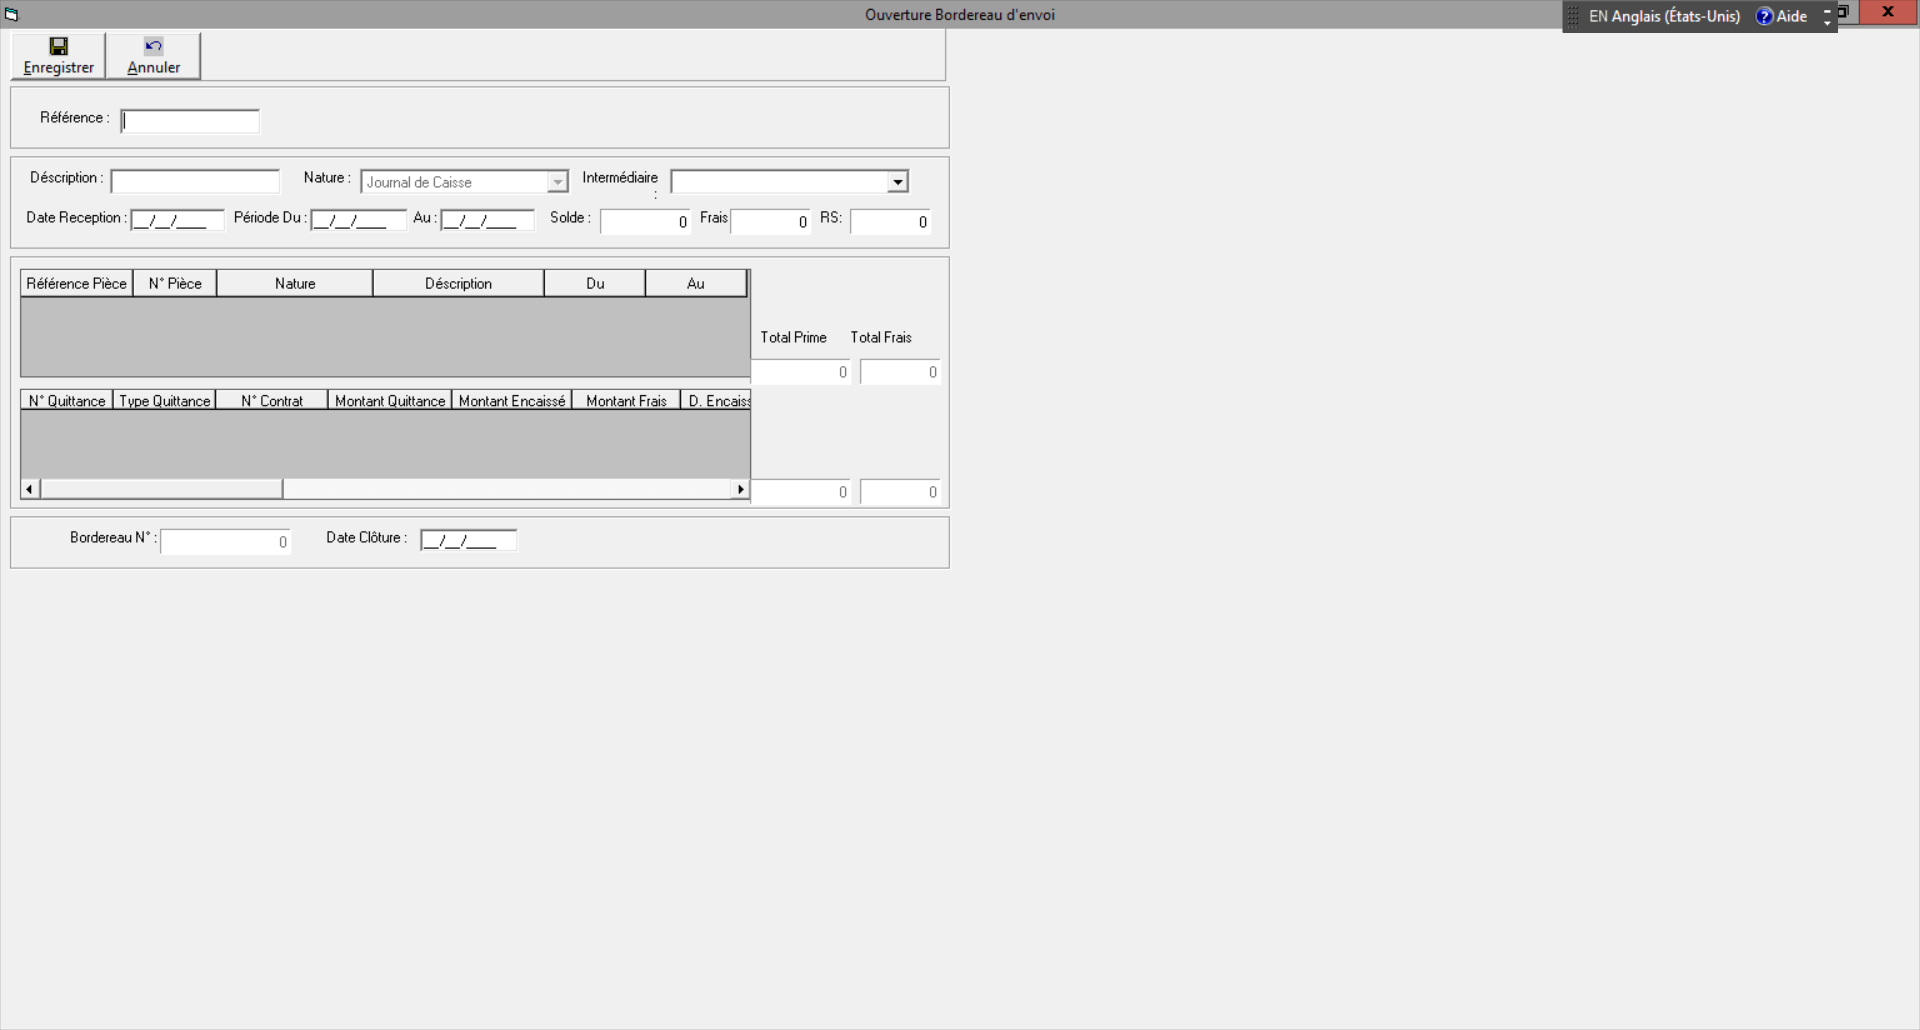 Ouverture Bordereau d'envoi
EN Anglais (États-Unis) ? Aide
X
Enregistrer Annuler
Référence :
Déscription : Nature : Journal de Caisse Intermédiaire :
Date Reception : __/__/____ Période Du : __/__/____ Au : __/__/____ Solde : 0 Frais 0 RS: 0
Référence Pièce N° Pièce Nature Déscription Du Au
Total Prime Total Frais
0 0
N° Quittance Type Quittance N° Contrat Montant Quittance Montant Encaissé Montant Frais D. Encaiss
0 0
Bordereau N° : 0 Date Clôture : __/__/____